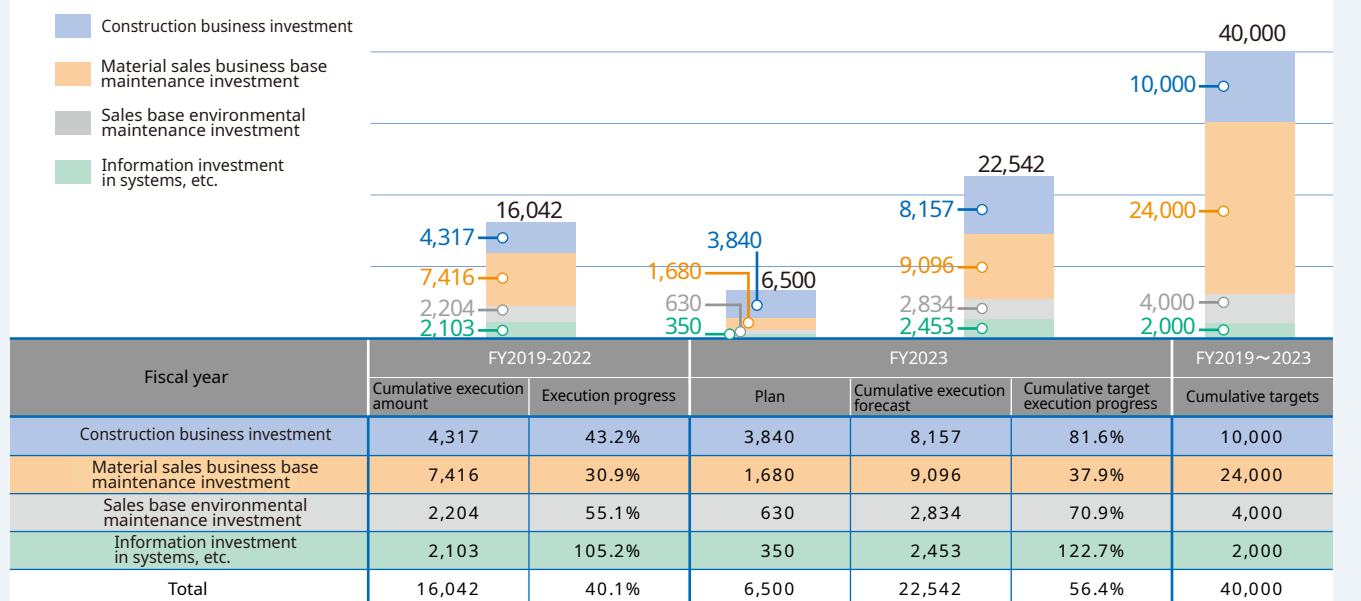 Construction business investment
Material sales business base
maintenance investment
Sales base environmental
maintenance investment
Information investment
in systems, etc.
16,042
4,317
7,416
2,204
2,103
3,840
1,680
6,500
630
350
22,542
8,157
9,096
2,834
2,453
40,000
10,000
24,000
4,000
2,000
Fiscal year
FY2019-2022
FY2023
FY2019～2023
Cumulative execution
amount
Execution progress
Plan
Cumulative execution
forecast
Cumulative target
execution progress
Cumulative targets
Construction business investment
4,317
43.2%
3,840
8,157
81.6%
10,000
Material sales business base
maintenance investment
7,416
30.9%
1,680
9,096
37.9%
24,000
Sales base environmental
maintenance investment
2,204
55.1%
630
2,834
70.9%
4,000
Information investment
in systems, etc.
2,103
105.2%
350
2,453
122.7%
2,000
Total
16,042
40.1%
6,500
22,542
56.4%
40,000